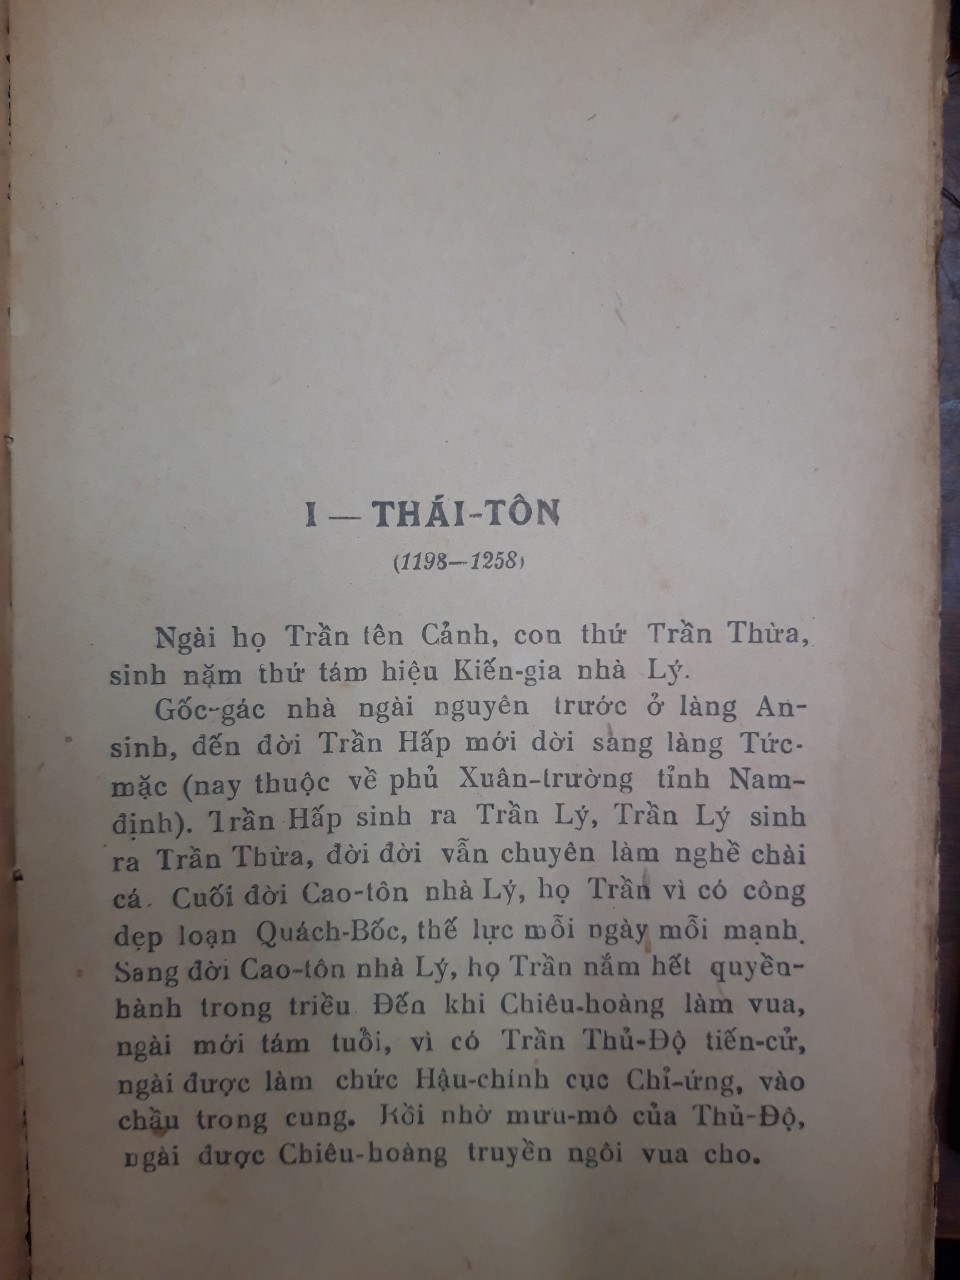 I — THÁI-TÔN
(1198—1258)
Ngài họ Trần tên Cảnh, con thứ Trần Thừa,
sinh nặm thứ tám hiệu Kiến-gia nhà Lý.
Gốc-gác nhà ngài nguyên trước ở làng An-
sinh, đến đời Trần Hấp mới dời sang làng Tức-
mặc (nay thuộc về phủ Xuân-trường tỉnh Nam-
định). Trần Hấp sinh ra Trần Lý, Trần Lý sinh
ra Trần Thừa, đời đời vẫn chuyên làm nghề chài
cá. Cuối đời Cao-tôn nhà Lý, họ Trần vì có công
dẹp loạn Quách-Bốc, thế lực mỗi ngày mỗi mạnh.
Sang đời Cao-tôn nhà Lý, họ Trần nắm hết quyền-
hành trong triều. Đến khi Chiêu-hoàng làm vua,
ngài mới tám tuổi, vì có Trần Thủ-Độ tiến-cử,
ngài được làm chức Hậu-chính cục Chỉ-ứng, vào
chầu trong cung. Rồi nhờ mưu-mô của Thủ-Độ,
ngài được Chiêu-hoàng truyền ngôi vua cho.